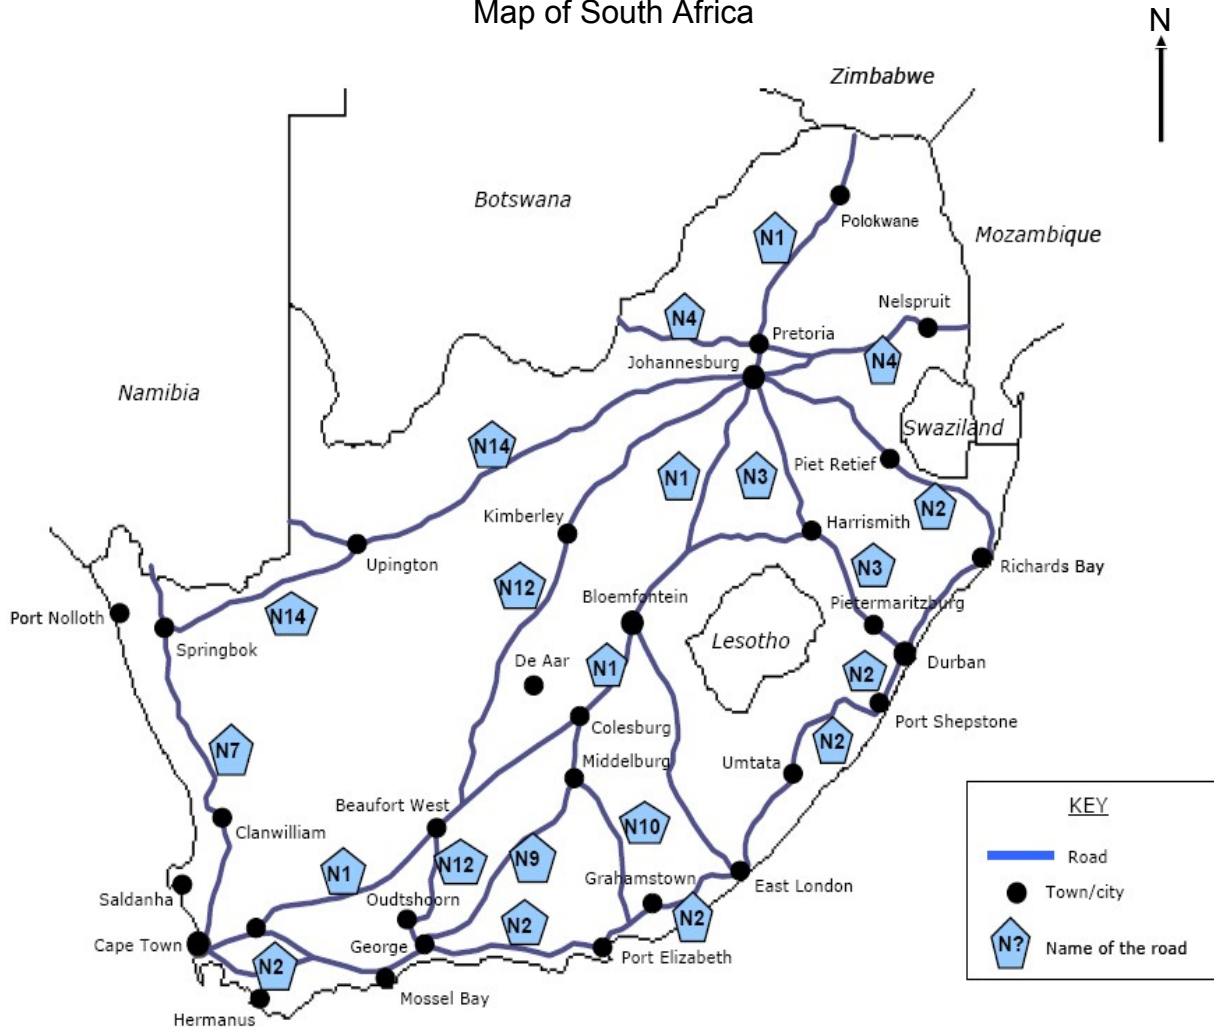 Map of South Africa
N
Zimbabwe
Botswana
Polokwane
N1
Mozambique
Nelspruit
N4
Pretoria
Johannesburg
N4
Namibia
Swaziland
N14
Piet Retief
N1
N3
N2
Kimberley
Harrismith
Upington
N3
Richards Bay
N12
Bloemfontein
Pietermaritzburg
Port Nolloth
N14
Springbok
Lesotho
De Aar
N1
Durban
N2
Port Shepstone
Colesburg
N2
N7
Middelburg
Umtata
KEY
Beaufort West
Clanwilliam
N10
Road
N1
N12
N9
Grahamstown
East London
Town/city
Saldanha
Oudtshoorn
N2
N2
Cape Town
George
N?
Name of the road
N2
Port Elizabeth
Mossel Bay
Hermanus